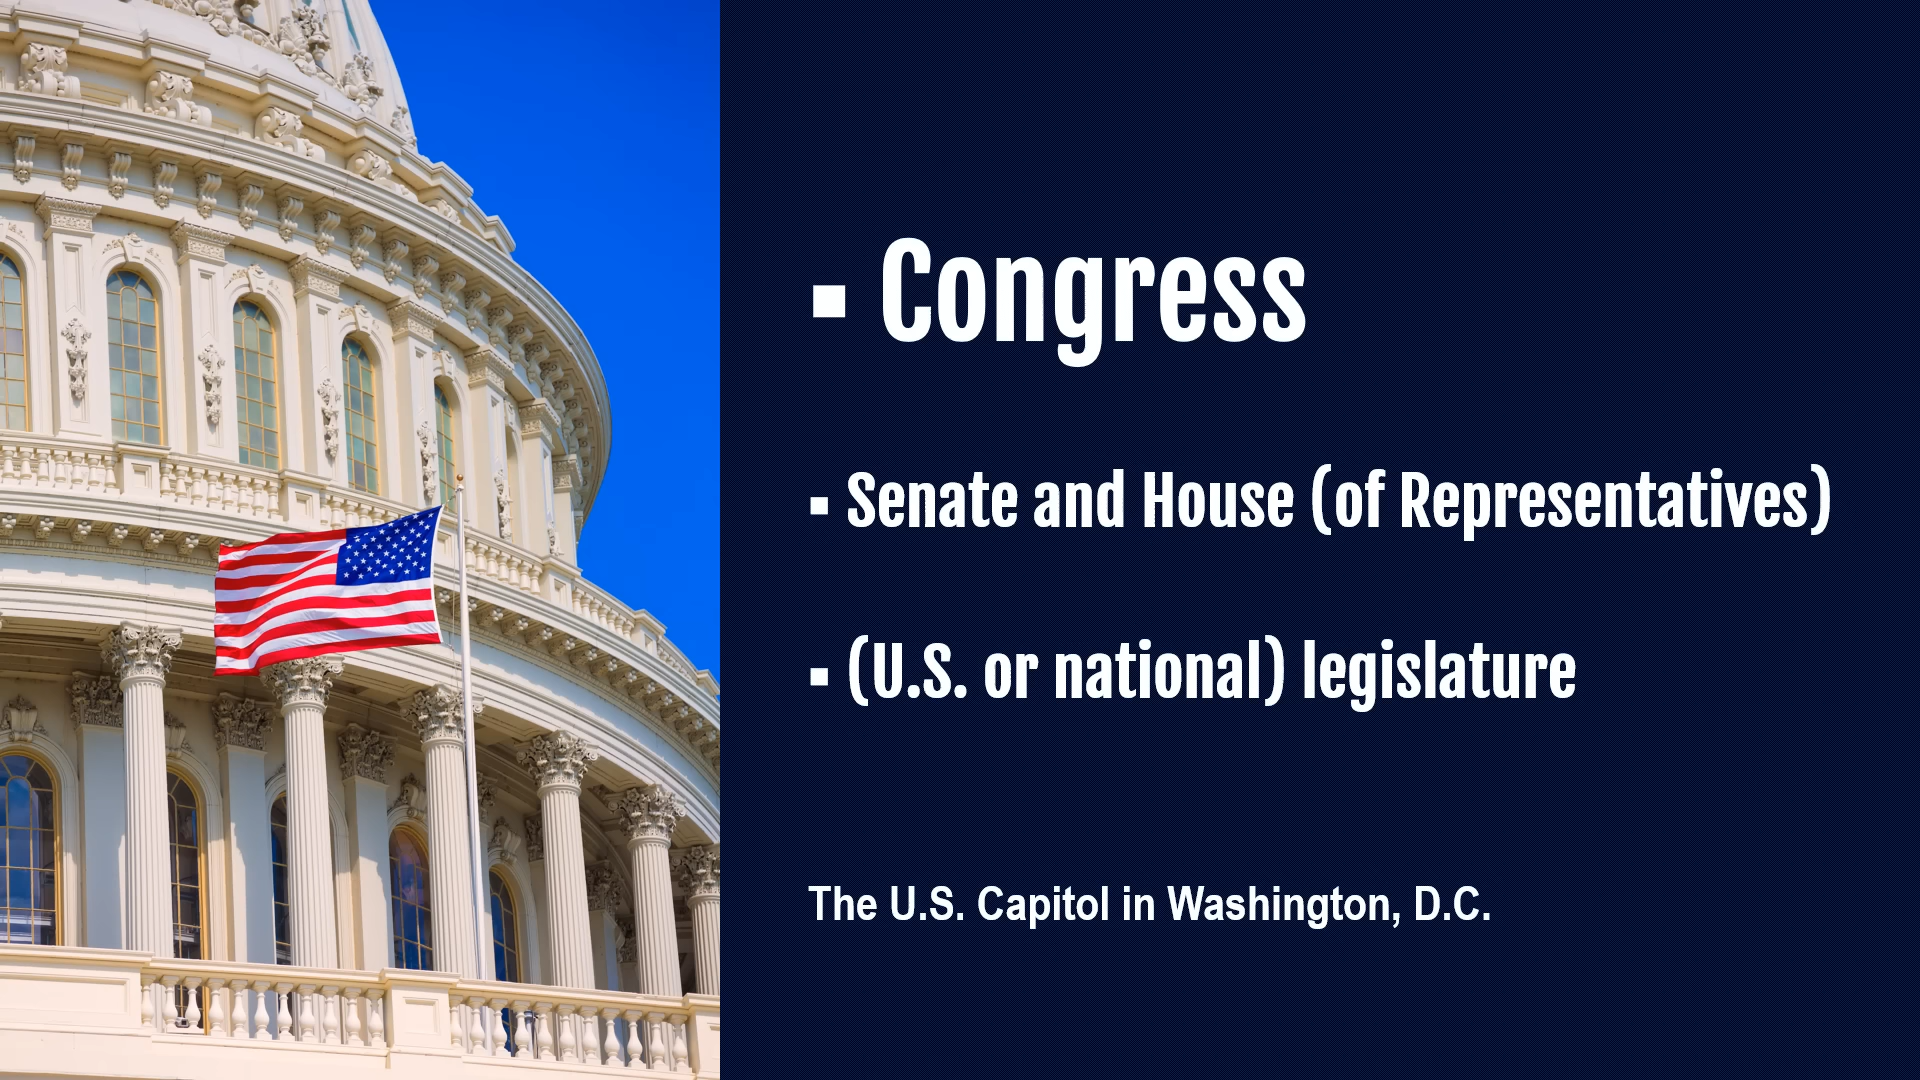 ▪ Congress
▪ Senate and House (of Representatives)
▪ (U.S. or national) legislature
The U.S. Capitol in Washington, D.C.